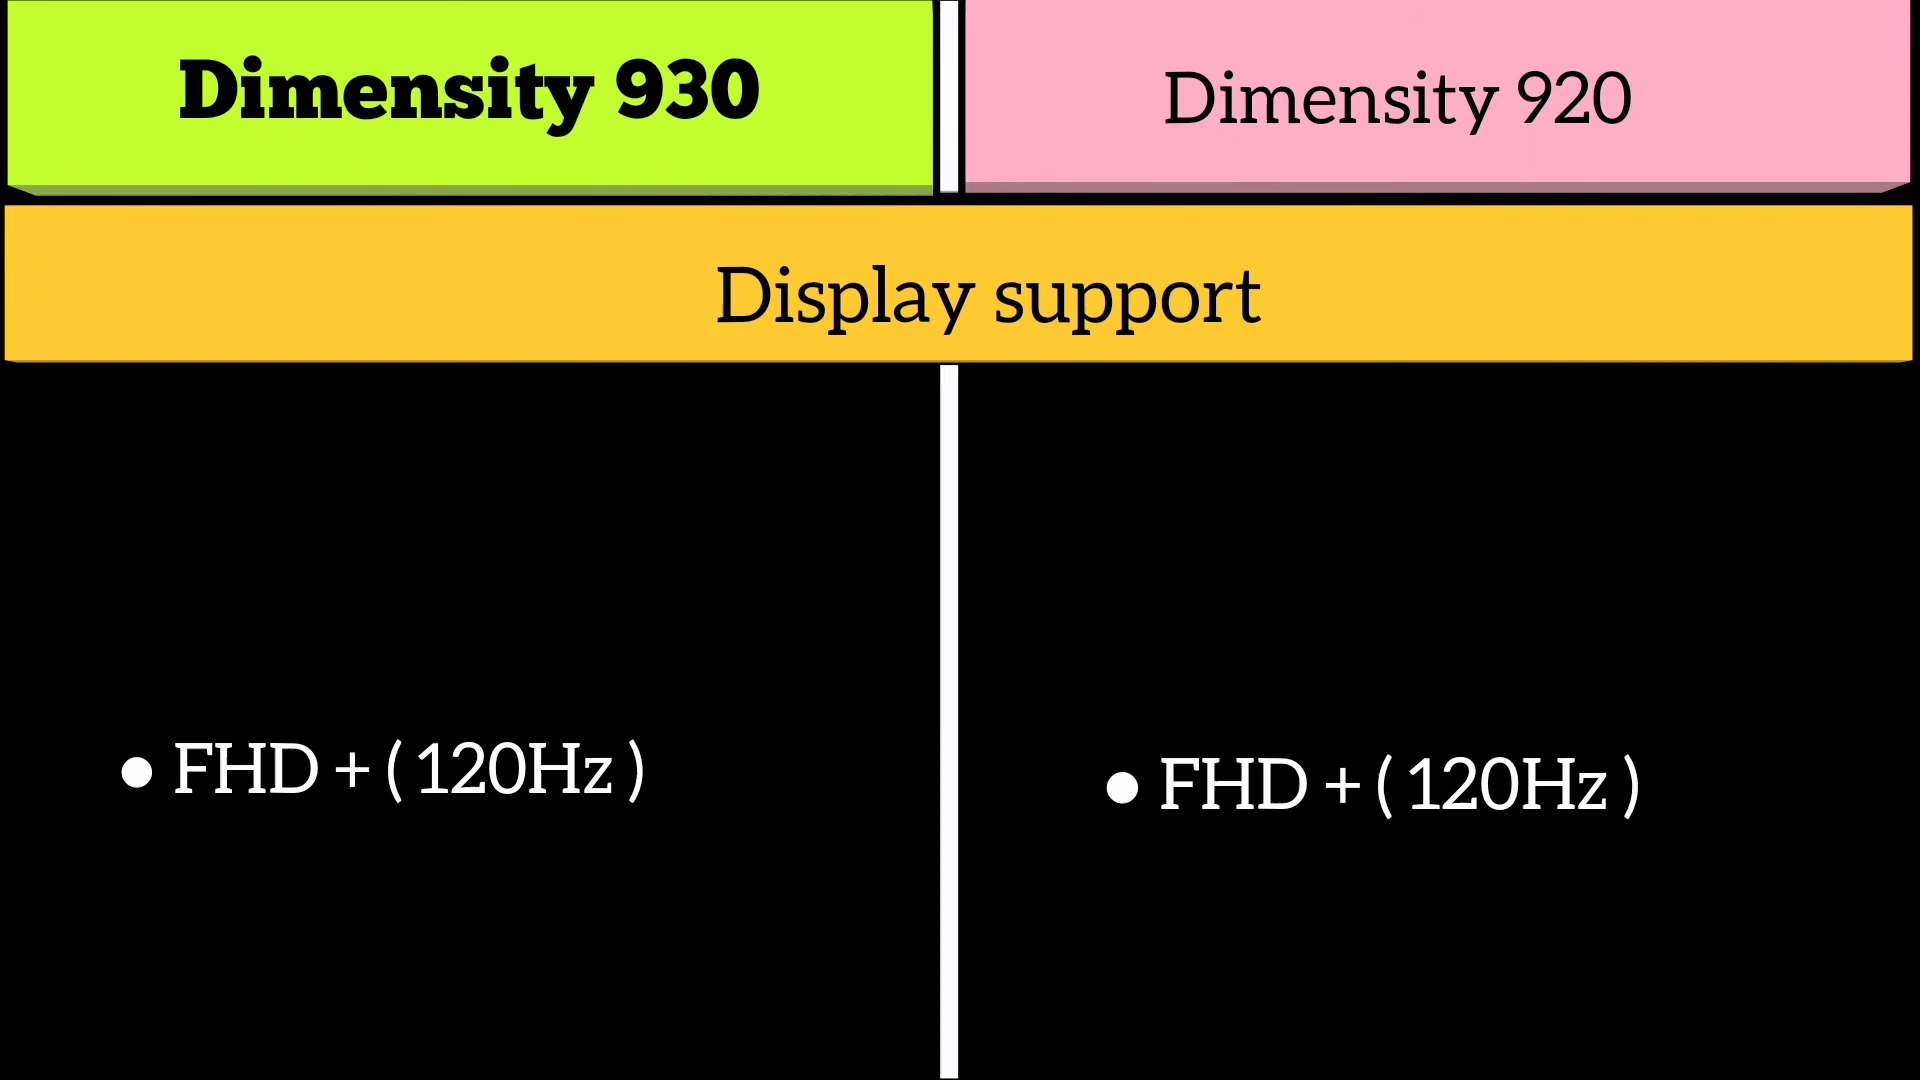 Dimensity 930
Dimensity 920
Display support
● FHD + ( 120Hz )
● FHD + ( 120Hz )